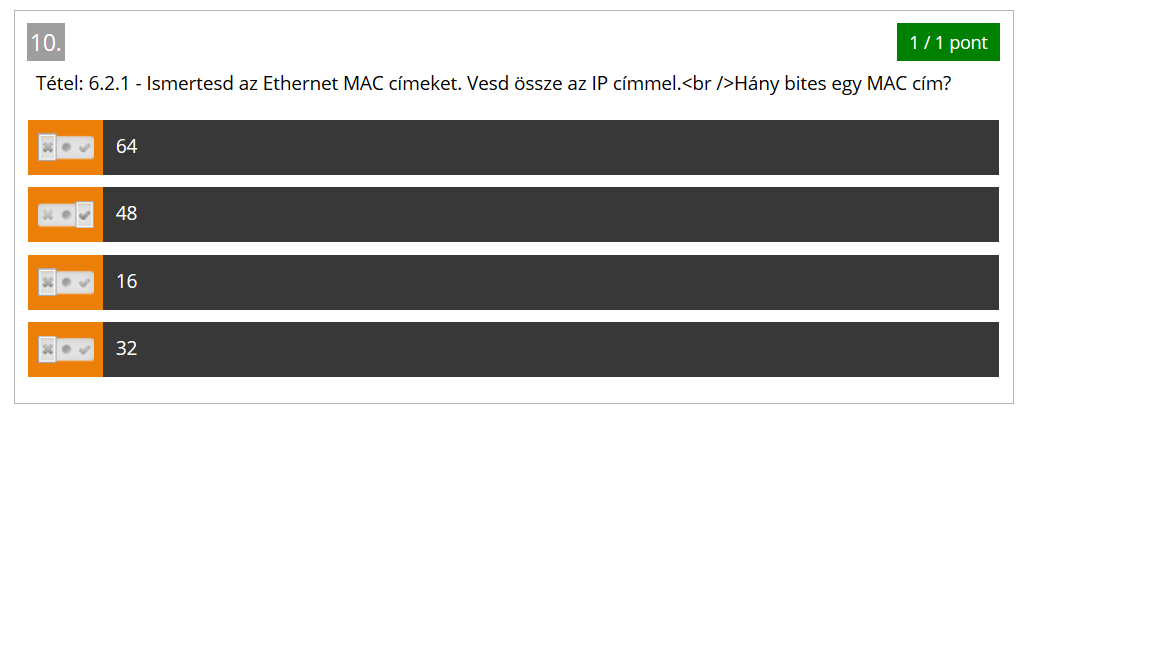 10.
1 / 1 pont
Tétel: 6.2.1 - Ismertesd az Ethernet MAC címeket. Vesd össze az IP címmel.<br />Hány bites egy MAC cím?
64
48
16
32